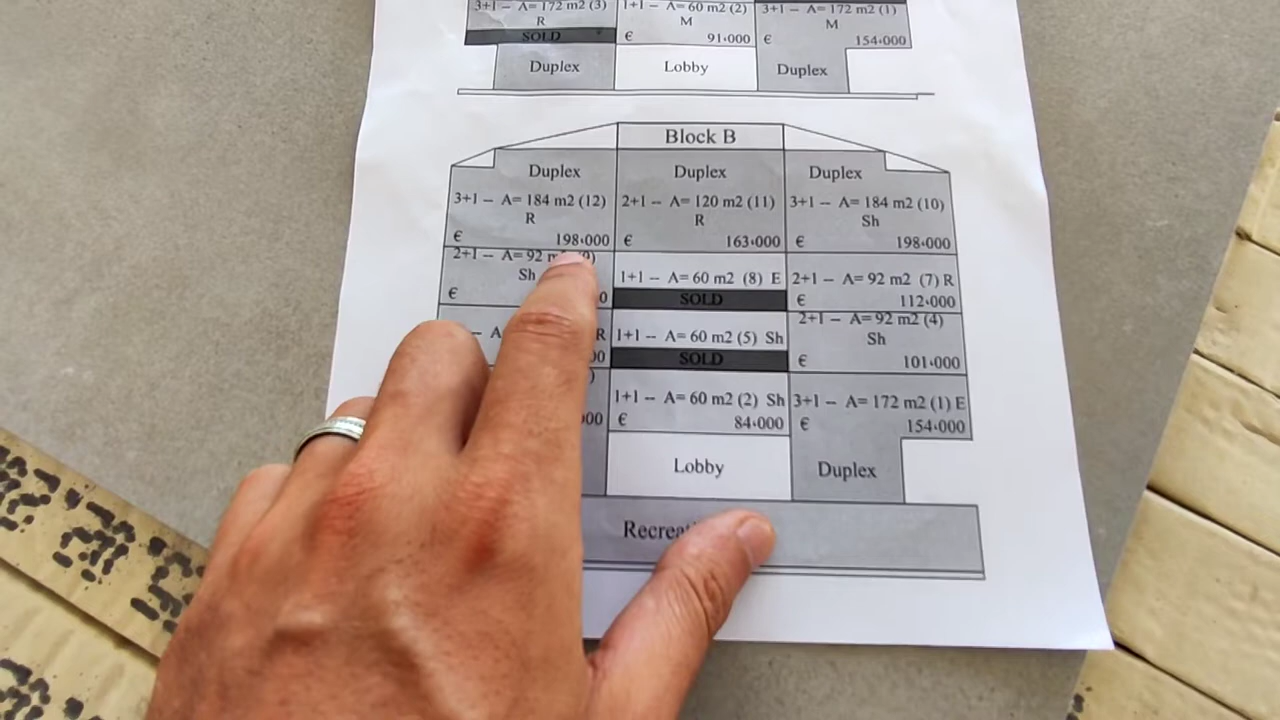 3+1 -- A= 172 m2 (3)
R
SOLD
1+1 -- A= 60 m2 (2)
M
€ 91.000
3+1 -- A= 172 m2 (1)
M
€ 154.000
Duplex
Lobby
Duplex
Block B
Duplex
3+1 -- A= 184 m2 (12)
R
€ 198.000
Duplex
2+1 -- A= 120 m2 (11)
R
€ 163.000
Duplex
3+1 -- A= 184 m2 (10)
Sh
€ 198.000
2+1 -- A= 92
Sh
€ 0
1+1 -- A= 60 m2 (8) E
SOLD
2+1 -- A= 92 m2 (7) R
€ 112.000
-- A R
00
1+1 -- A= 60 m2 (5) Sh
SOLD
2+1 -- A= 92 m2 (4)
Sh
€ 101.000
)
000
1+1 -- A= 60 m2 (2) Sh
€ 84.000
3+1 -- A= 172 m2 (1) E
€ 154.000
Lobby
Duplex
Recrea